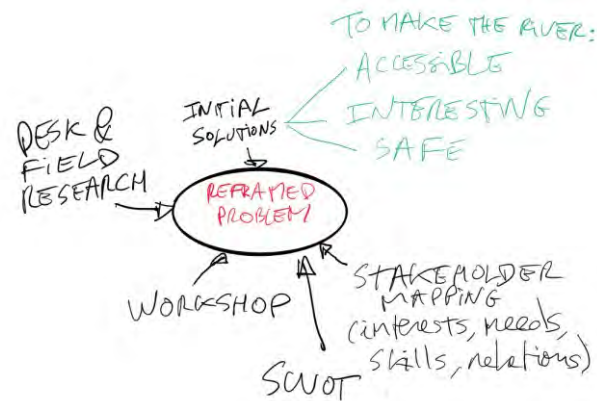 TO MAKE THE RIVER:
ACCESSIBLE
INTERESTING
SAFE
INITIAL
SOLUTIONS
DESK &
FIELD
RESEARCH
REFRAMED
PROBLEM
WORKSHOP
STAKEHOLDER
MAPPING
(interests, needs,
skills, relations)
SWOT